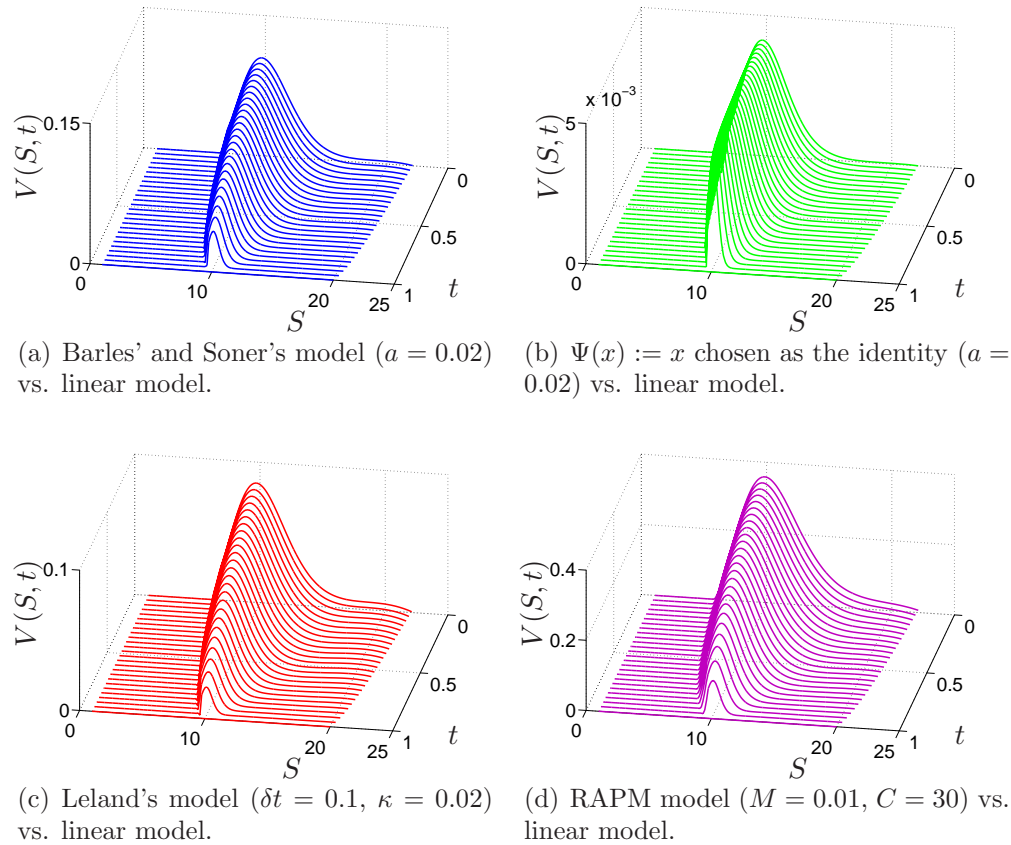 0.15
0
V(S, t)
0
10
20
25
S
0
0.5
1
t
(a) Barles' and Soner's model (a = 0.02)
vs. linear model.
x 10⁻³
5
0
V(S, t)
0
10
20
25
S
0
0.5
1
t
(b) Ψ(x) := x chosen as the identity (a =
0.02) vs. linear model.
0.1
0
V(S, t)
0
10
20
25
S
0
0.5
1
t
(c) Leland's model (δt = 0.1, κ = 0.02)
vs. linear model.
0.4
0.2
0
V(S, t)
0
10
20
25
S
0
0.5
1
t
(d) RAPM model (M = 0.01, C = 30) vs.
linear model.